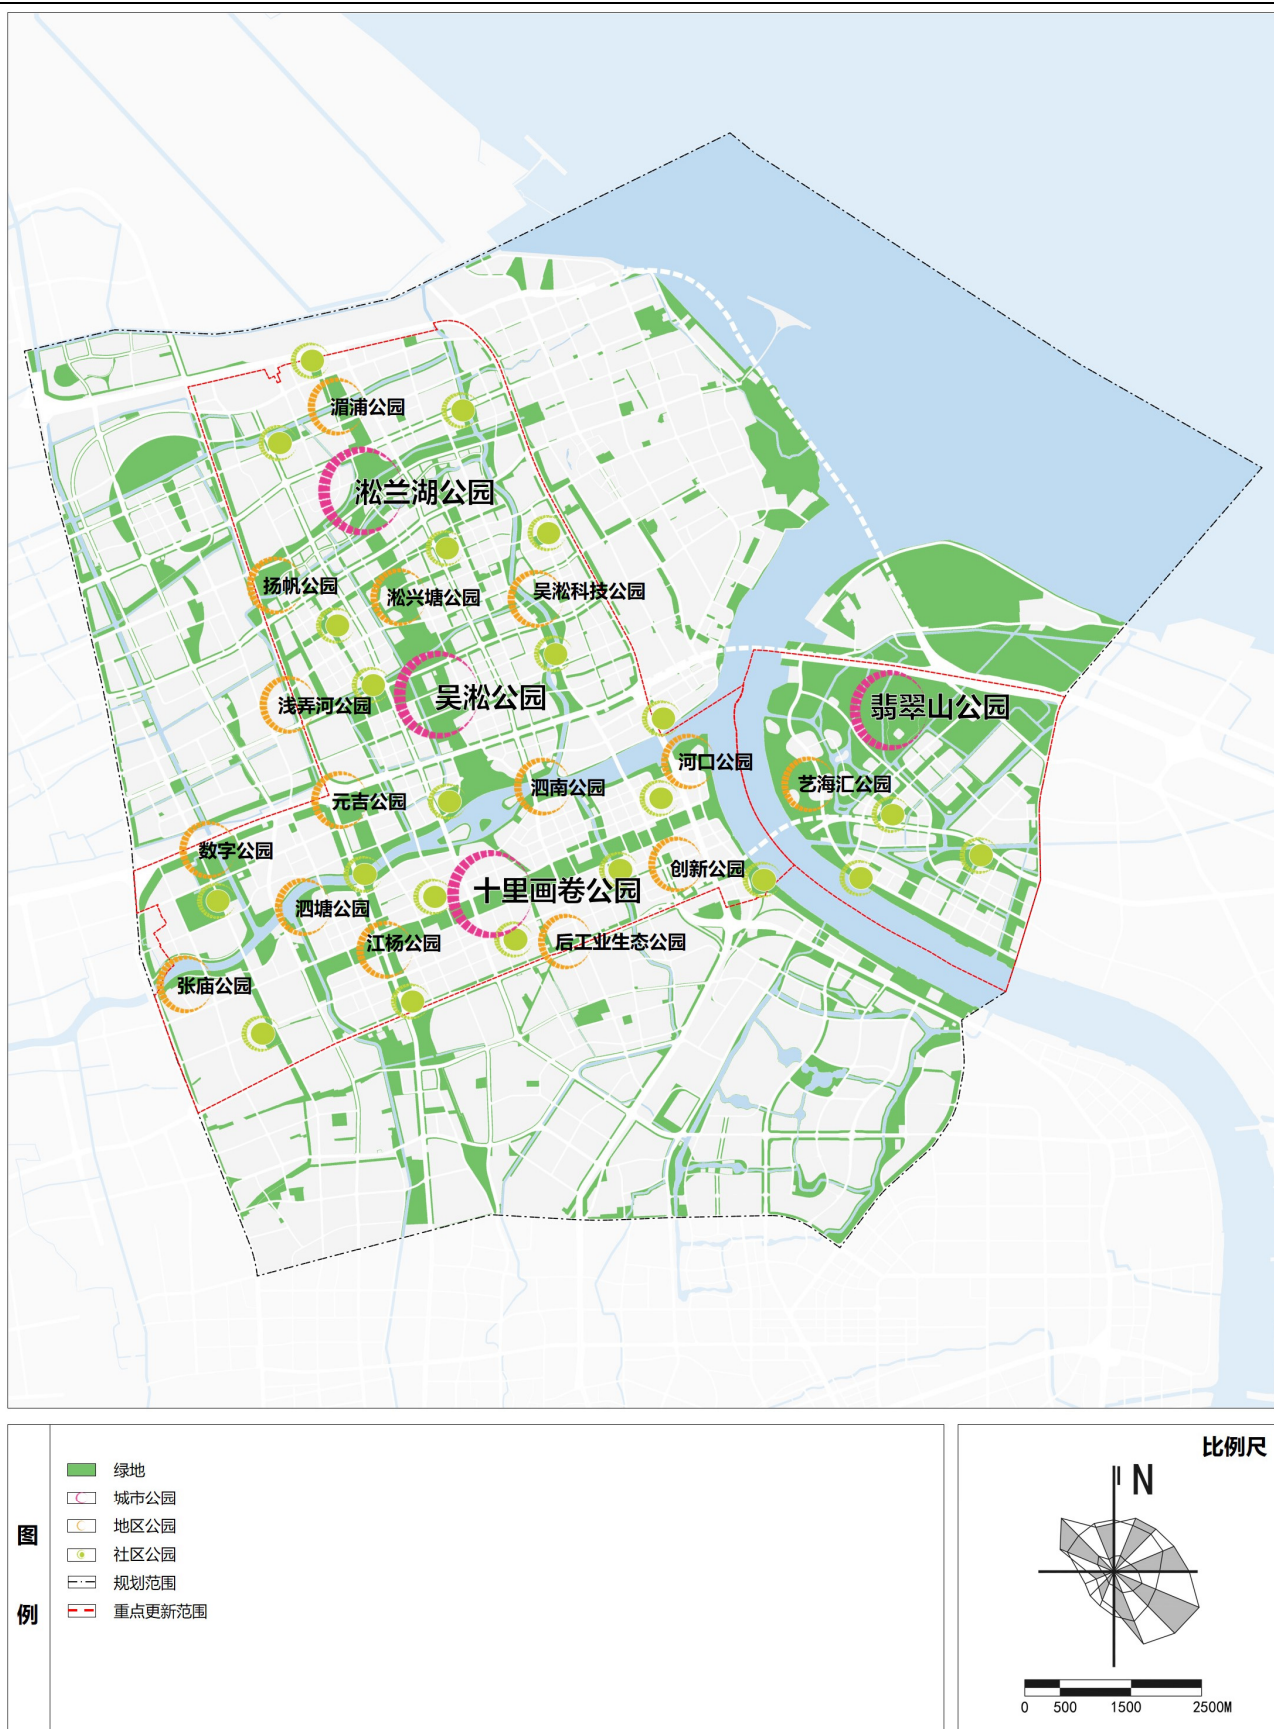 湄浦公园
淞兰湖公园
扬帆公园
淞兴塘公园
吴淞科技公园
浅弄河公园
吴淞公园
翡翠山公园
河口公园
艺海汇公园
泗南公园
元吉公园
数字公园
创新公园
十里画卷公园
泗塘公园
江杨公园
后工业生态公园
张庙公园
图
例
绿地
城市公园
地区公园
社区公园
规划范围
重点更新范围
比例尺
N
0 500 1500 2500M